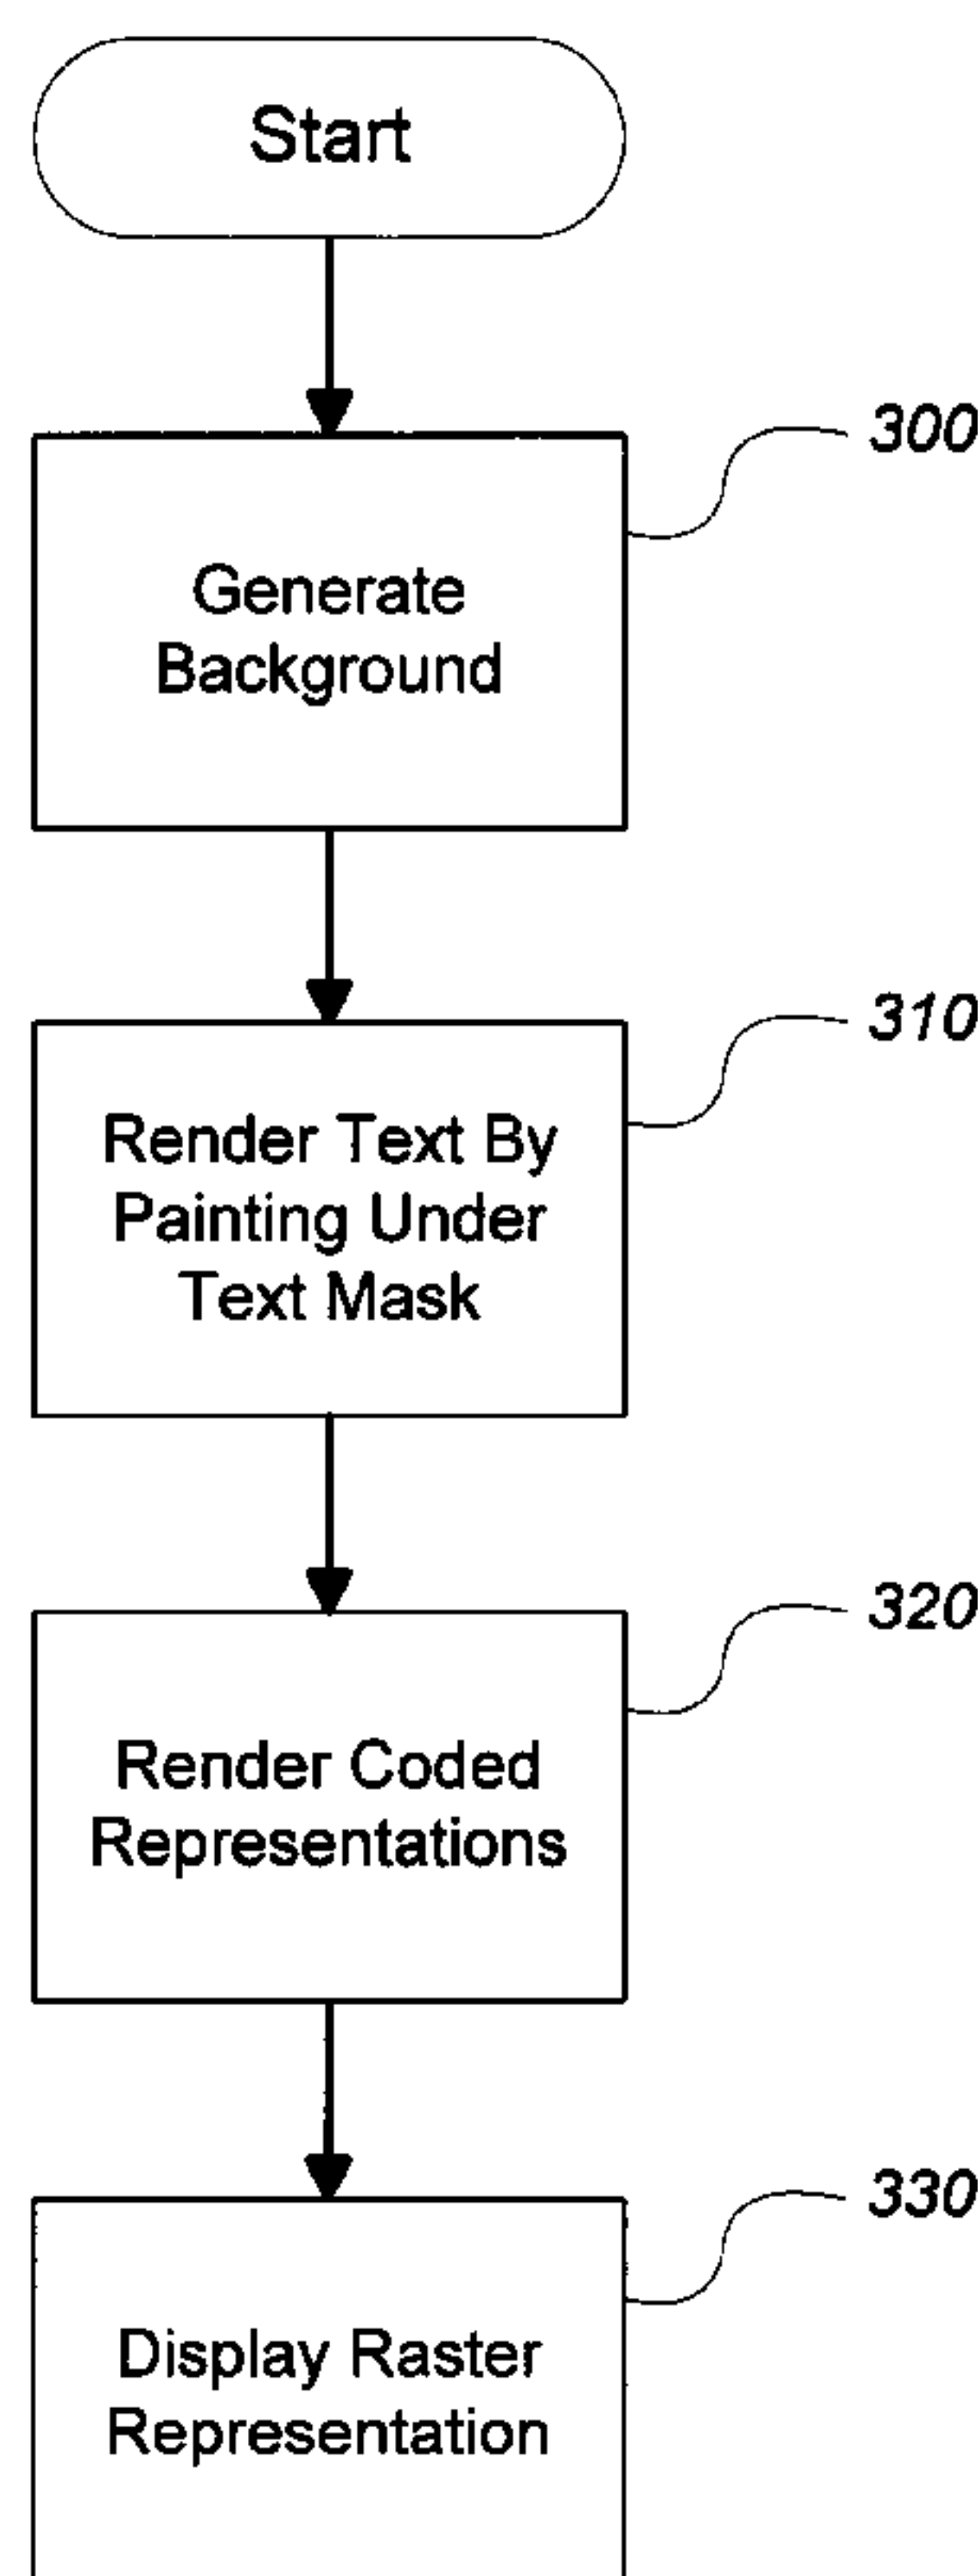 Start
300
Generate
Background
310
Render Text By
Painting Under
Text Mask
320
Render Coded
Representations
330
Display Raster
Representation